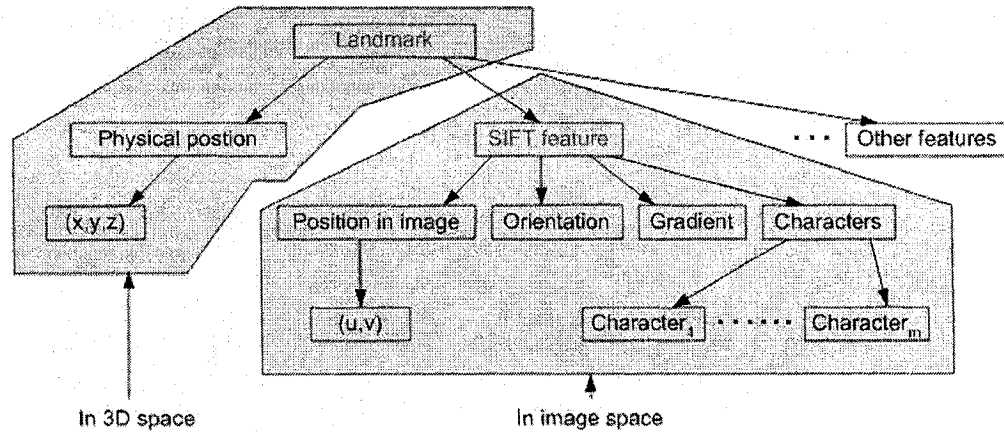 Landmark
Physical postion
SIFT feature
Other features
(x,y,z)
Position in image
Orientation
Gradient
Characters
(u,v)
Character₁
Characterₘ
In 3D space
In image space